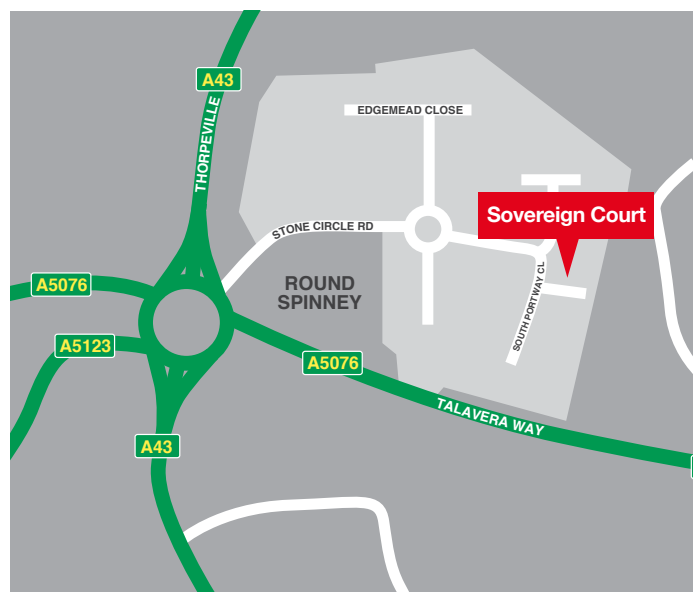 A43
THORPEVILLE
EDGEMEAD CLOSE
Sovereign Court
STONE CIRCLE RD
ROUND
SPINNEY
SOUTH PORTWAY CL
A5076
A5123
A5076
TALAVERA WAY
A43